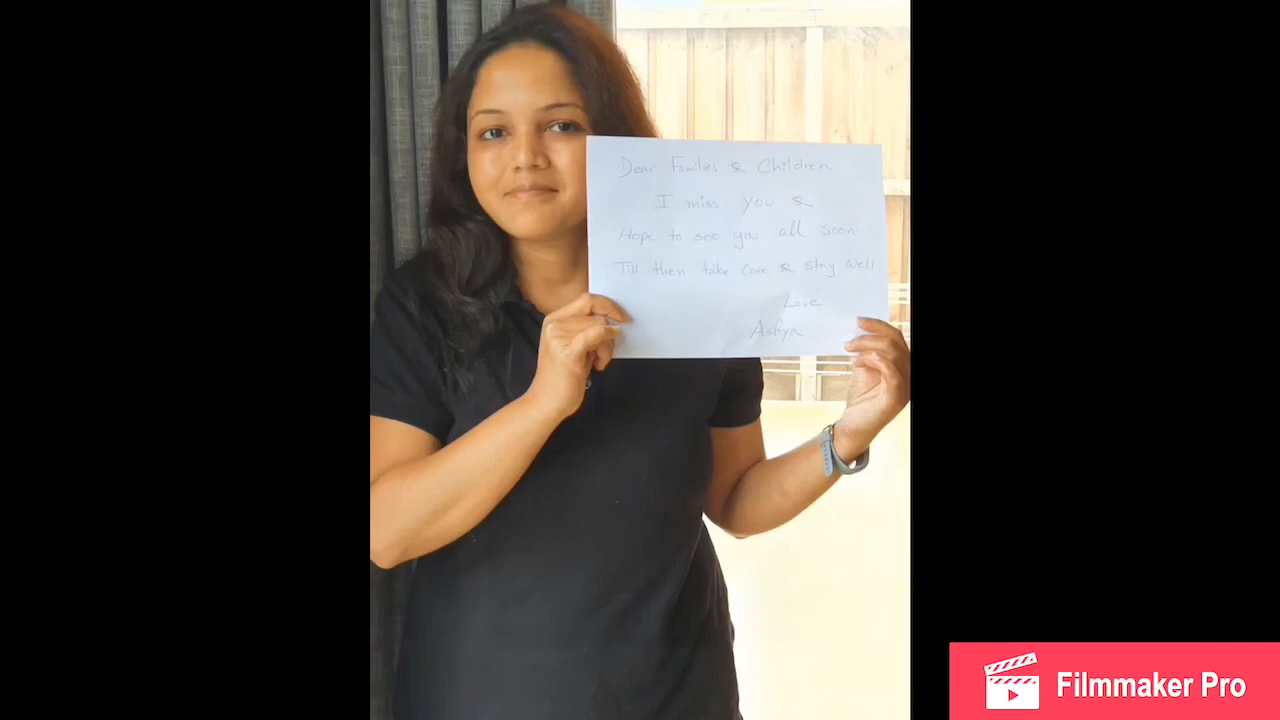 Dear Families & Children
I miss you &
Hope to see you all soon
Till then take care & stay well
Love
Ashya
Filmmaker Pro